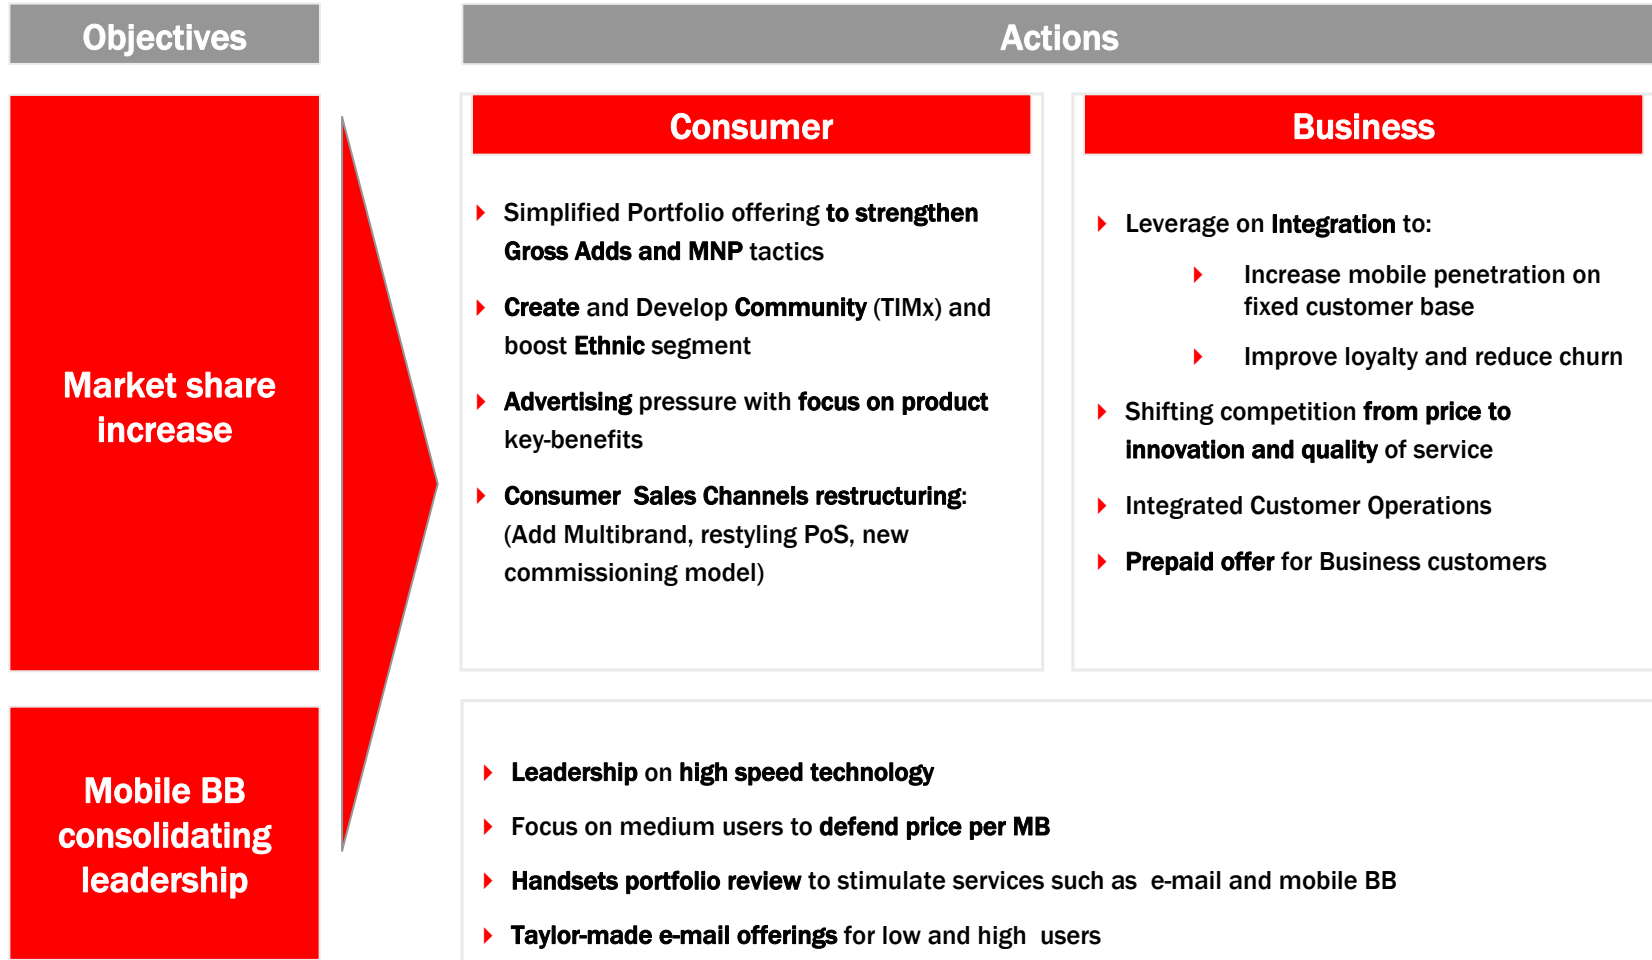 Objectives
Actions
Market share
increase
Consumer
Simplified Portfolio offering to strengthen
Gross Adds and MNP tactics
Create and Develop Community (TIMx) and
boost Ethnic segment
Advertising pressure with focus on product
key-benefits
Consumer Sales Channels restructuring:
(Add Multibrand, restyling PoS, new
commissioning model)
Business
Leverage on Integration to:
Increase mobile penetration on
fixed customer base
Improve loyalty and reduce churn
Shifting competition from price to
innovation and quality of service
Integrated Customer Operations
Prepaid offer for Business customers
Mobile BB
consolidating
leadership
Leadership on high speed technology
Focus on medium users to defend price per MB
Handsets portfolio review to stimulate services such as e-mail and mobile BB
Taylor-made e-mail offerings for low and high users